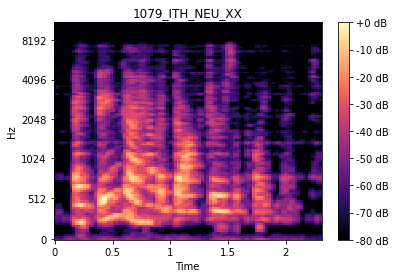 1079_ITH_NEU_XX
+0 dB
8192
-10 dB
4096
-20 dB
-30 dB
2048
Hz
-40 dB
1024
-50 dB
512
-60 dB
-70 dB
0
-80 dB
0 0.5 1 1.5 2
Time